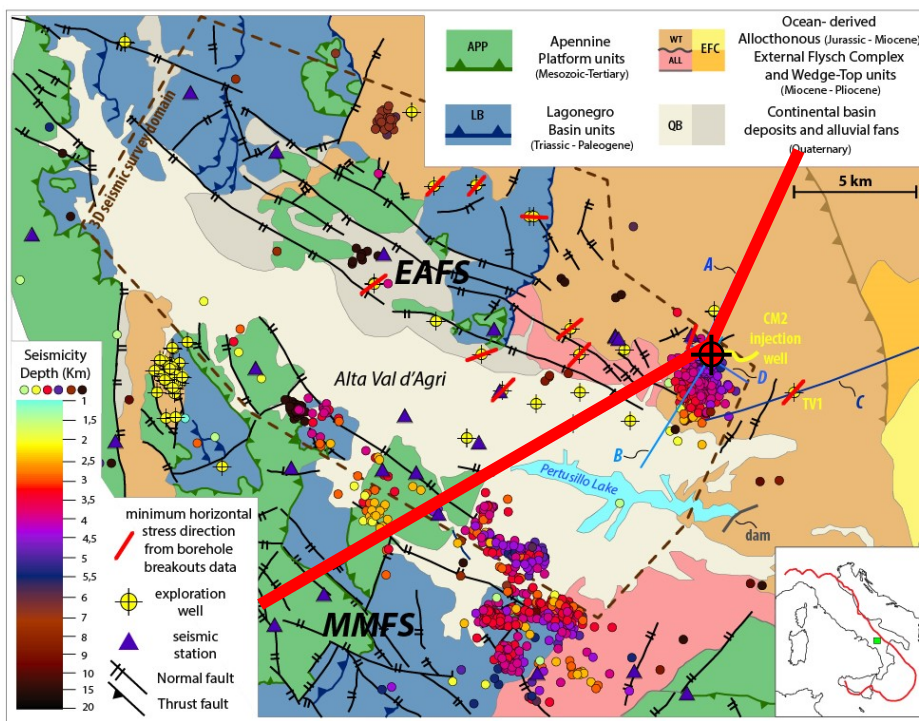 APP
Apennine
Platform units
(Mesozoic-Tertiary)
WT
ALL
EFC
Ocean- derived
Allocthonous (Jurassic - Miocene)
External Flysch Complex
and Wedge-Top units
(Miocene - Pliocene)
LB
Lagonegro
Basin units
(Triassic - Paleogene)
QB
Continental basin
deposits and alluvial fans
(Quaternary)
5 km
3D seismic survey domain
EAFS
A
CM2
injection
well
D
TV1
C
B
Alta Val d'Agri
Pertusillo Lake
dàm
MMFS
Seismicity
Depth (Km)
1
2
2,5
3
3,5
4
4,5
5
5,5
6
7
8
9
10
15
20
minimum horizontal
stress direction
from borehole
breakouts data
exploration
well
seismic
station
Normal fault
Thrust fault